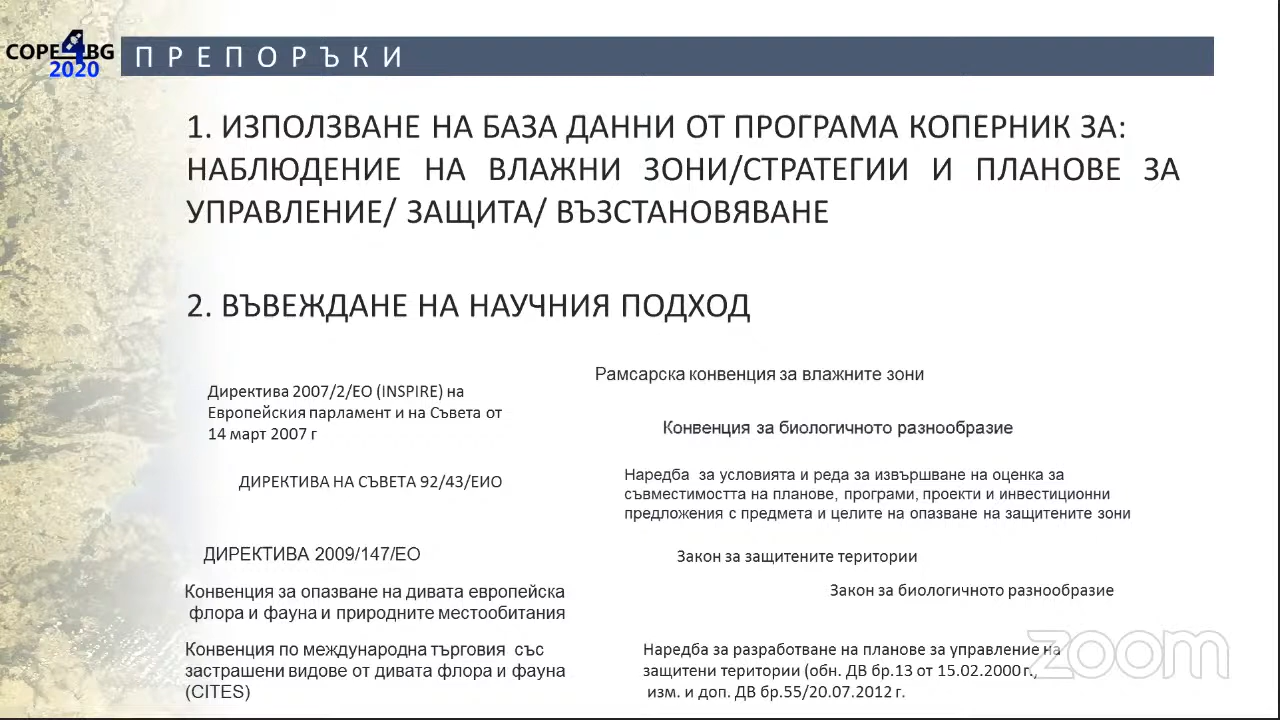 COPE4BG
2020
ПРЕПОРЪКИ
1. ИЗПОЛЗВАНЕ НА БАЗА ДАННИ ОТ ПРОГРАМА КОПЕРНИК ЗА:
НАБЛЮДЕНИЕ НА ВЛАЖНИ ЗОНИ/СТРАТЕГИИ И ПЛАНОВЕ ЗА
УПРАВЛЕНИЕ/ ЗАЩИТА/ ВЪЗСТАНОВЯВАНЕ
2. ВЪВЕЖДАНЕ НА НАУЧНИЯ ПОДХОД
Директива 2007/2/ЕО (INSPIRE) на
Европейския парламент и на Съвета от
14 март 2007 г
ДИРЕКТИВА НА СЪВЕТА 92/43/ЕИО
ДИРЕКТИВА 2009/147/ЕО
Конвенция за опазване на дивата европейска
флора и фауна и природните местообитания
Конвенция по международна търговия със
застрашени видове от дивата флора и фауна
(CITES)
Рамсарска конвенция за влажните зони
Конвенция за биологичното разнообразие
Наредба за условията и реда за извършване на оценка за
съвместимостта на планове, програми, проекти и инвестиционни
предложения с предмета и целите на опазване на защитените зони
Закон за защитените територии
Закон за биологичното разнообразие
Наредба за разработване на планове за управление на
защитени територии (обн. ДВ бр.13 от 15.02.2000 г.,
изм. и доп. ДВ бр.55/20.07.2012 г.
zoom